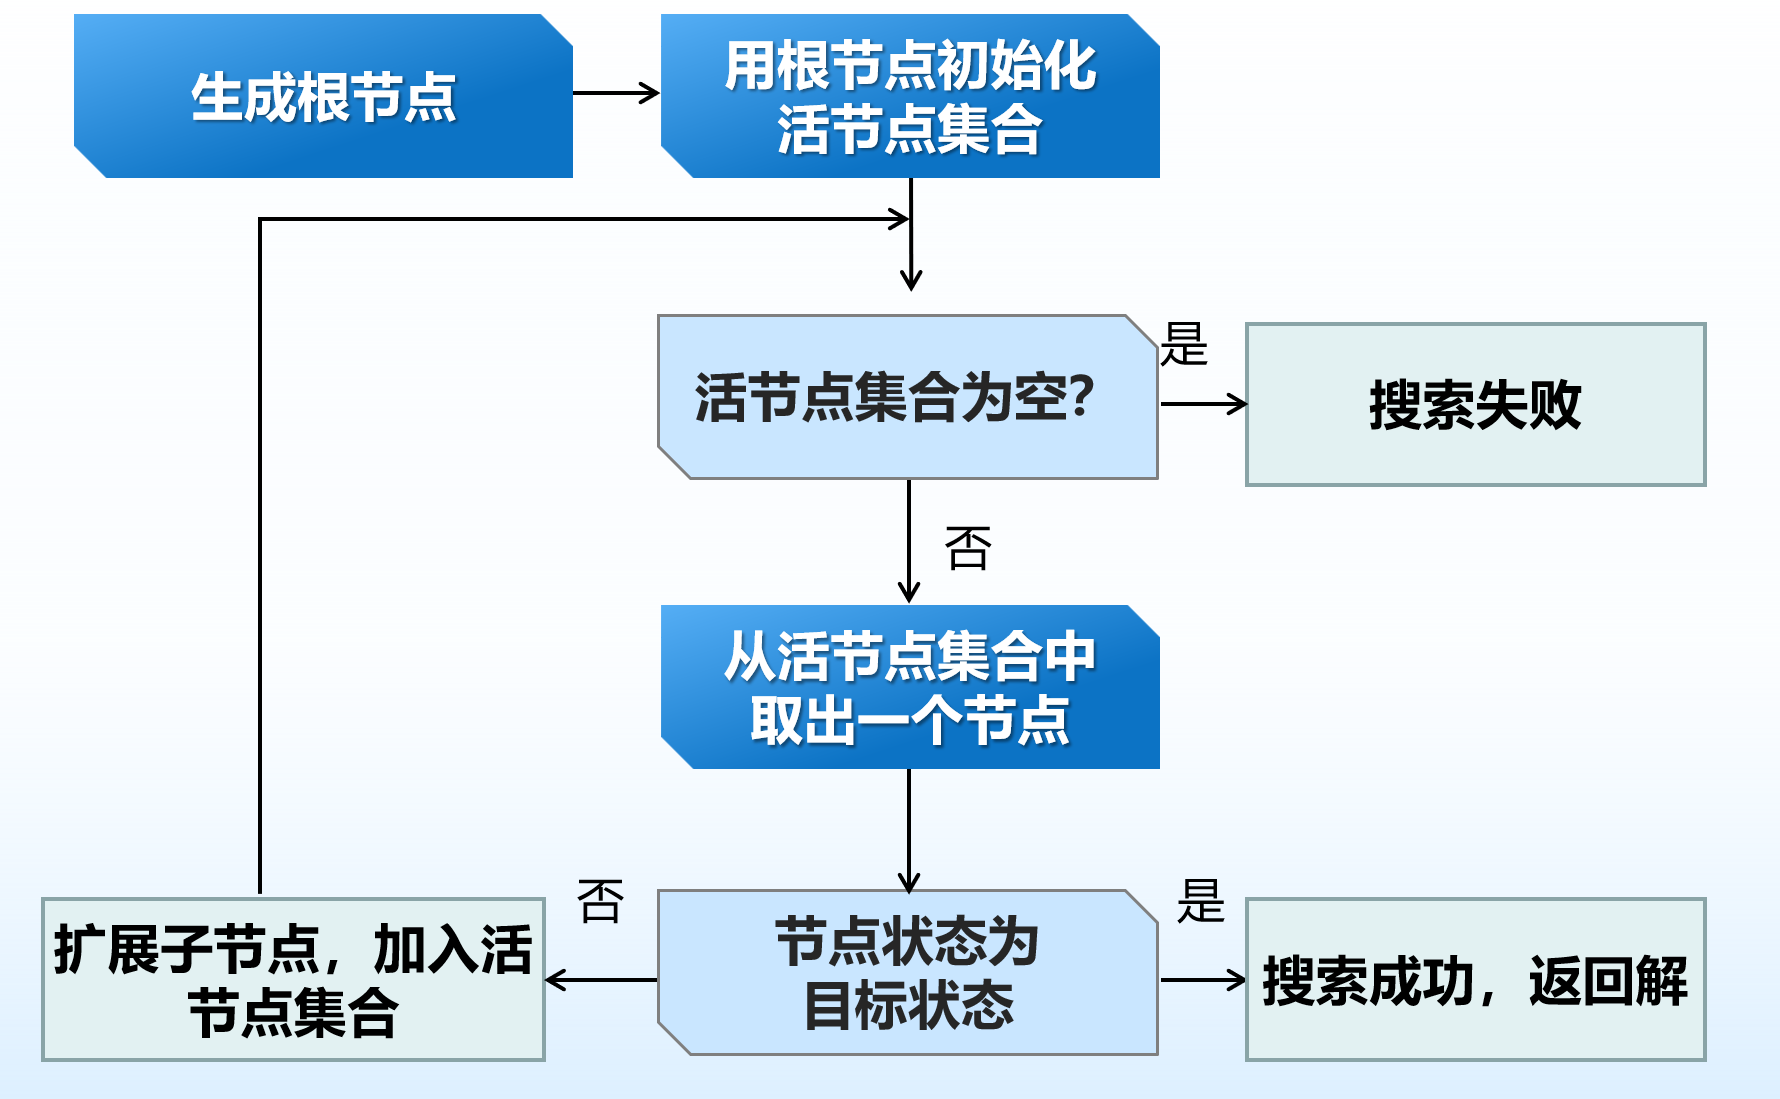 生成根节点
用根节点初始化
活节点集合
活节点集合为空?
是
搜索失败
否
从活节点集合中
取出一个节点
否
是
扩展子节点，加入活
节点集合
节点状态为
目标状态
搜索成功，返回解